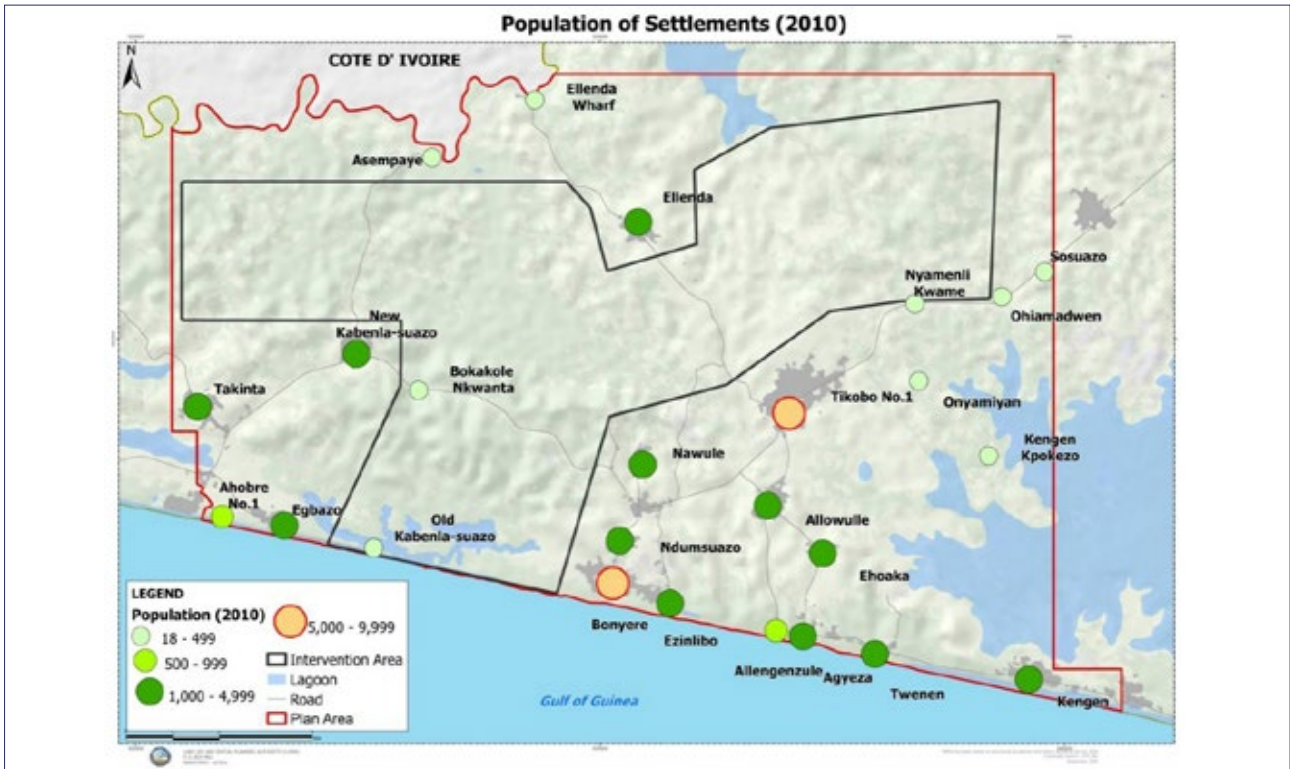 Population of Settlements (2010)
N
COTE D' IVOIRE
Ellenda
Wharf
Asempaye
Ellenda
Sosuazo
Nyamenli
Kwame
Ohiamadwen
New
Kabenla-suazo
Bokakole
Nkwanta
Takinta
Tikobo No.1
Onyamiyan
Kengen
Kpokezo
Nawule
Ahobre
No.1
Egbazo
Old
Kabenla-suazo
Allowulle
Ndumsuazo
Ehoaka
Bonyere
Ezinlibo
Allengenzule
Agyeza
Twenen
Kengen
Gulf of Guinea
LEGEND
Population (2010)
18 - 499
500 - 999
1,000 - 4,999
5,000 - 9,999
Intervention Area
Lagoon
Road
Plan Area